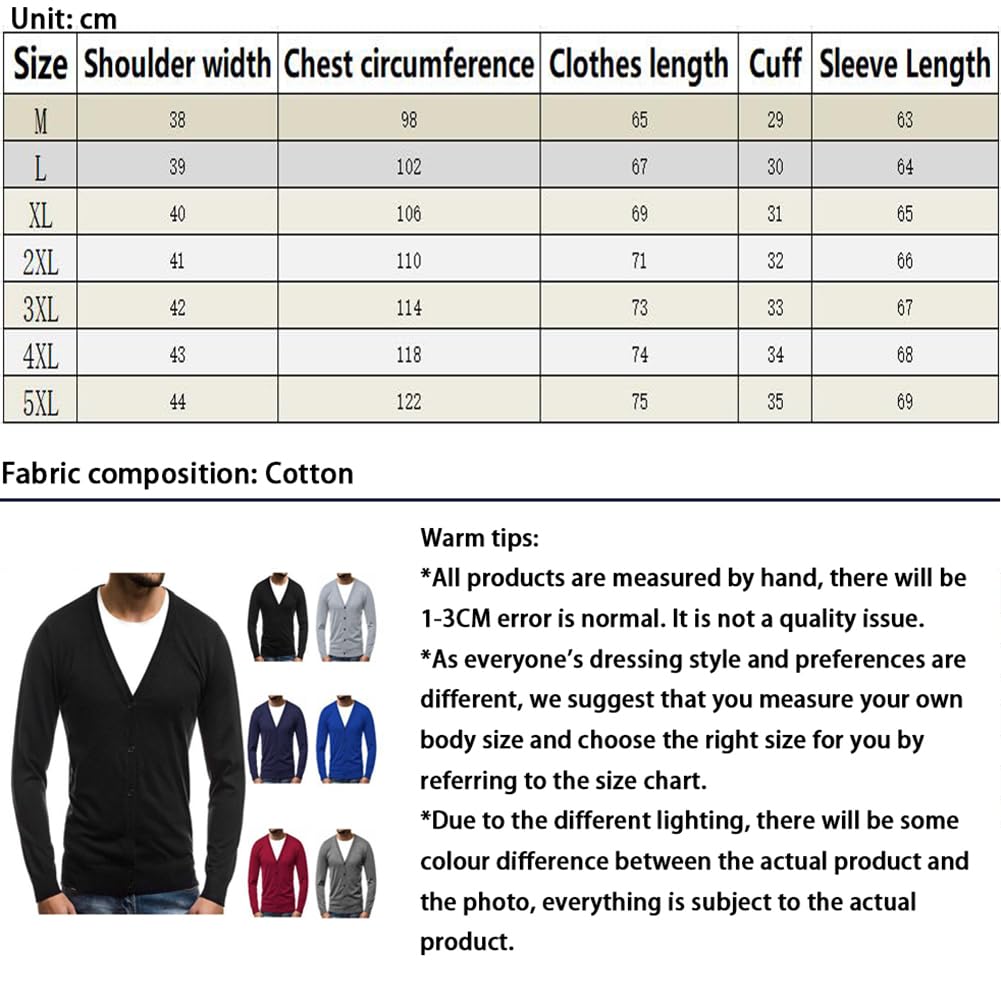 Unit: cm
Size Shoulder width Chest circumference Clothes length Cuff Sleeve Length
M 38 98 65 29 63
L 39 102 67 30 64
XL 40 106 69 31 65
2XL 41 110 71 32 66
3XL 42 114 73 33 67
4XL 43 118 74 34 68
5XL 44 122 75 35 69
Fabric composition: Cotton
Warm tips:
*All products are measured by hand, there will be
1-3CM error is normal. It is not a quality issue.
*As everyone’s dressing style and preferences are
different, we suggest that you measure your own
body size and choose the right size for you by
referring to the size chart.
*Due to the different lighting, there will be some
colour difference between the actual product and
the photo, everything is subject to the actual
product.